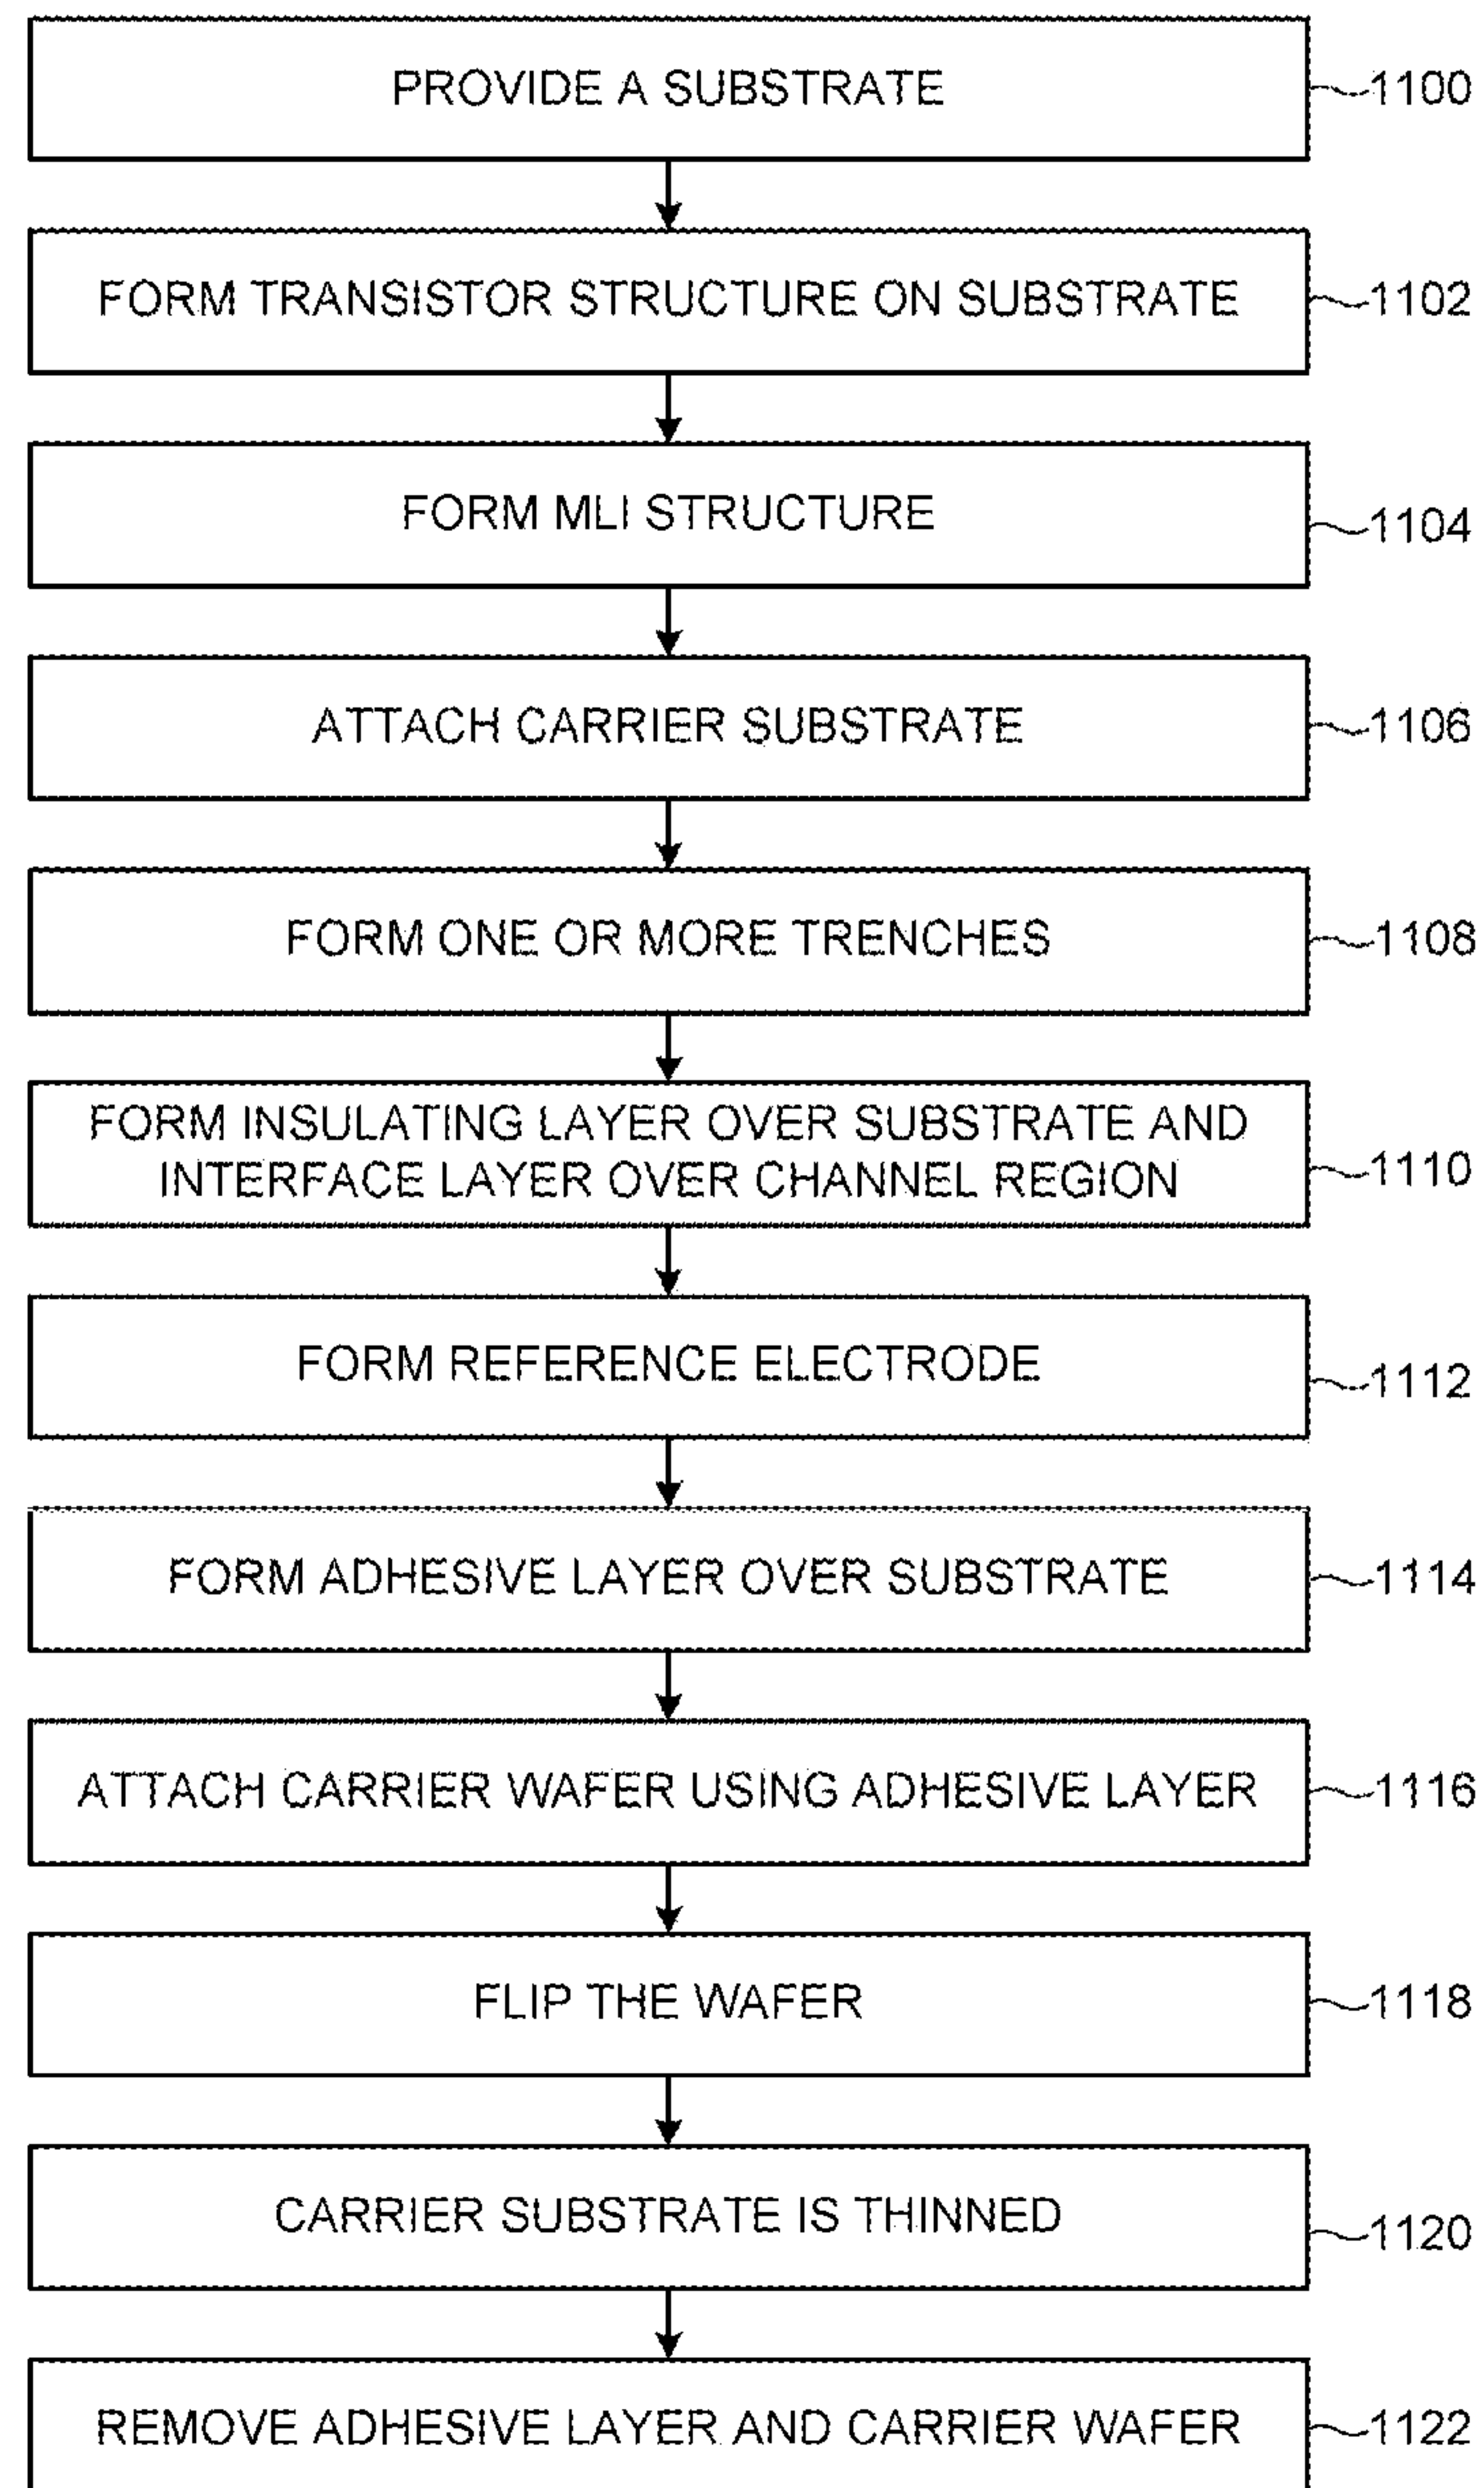 PROVIDE A SUBSTRATE
1100
FORM TRANSISTOR STRUCTURE ON SUBSTRATE
1102
FORM MLI STRUCTURE
1104
ATTACH CARRIER SUBSTRATE
1106
FORM ONE OR MORE TRENCHES
1108
FORM INSULATING LAYER OVER SUBSTRATE AND
INTERFACE LAYER OVER CHANNEL REGION
1110
FORM REFERENCE ELECTRODE
1112
FORM ADHESIVE LAYER OVER SUBSTRATE
1114
ATTACH CARRIER WAFER USING ADHESIVE LAYER
1116
FLIP THE WAFER
1118
CARRIER SUBSTRATE IS THINNED
1120
REMOVE ADHESIVE LAYER AND CARRIER WAFER
1122